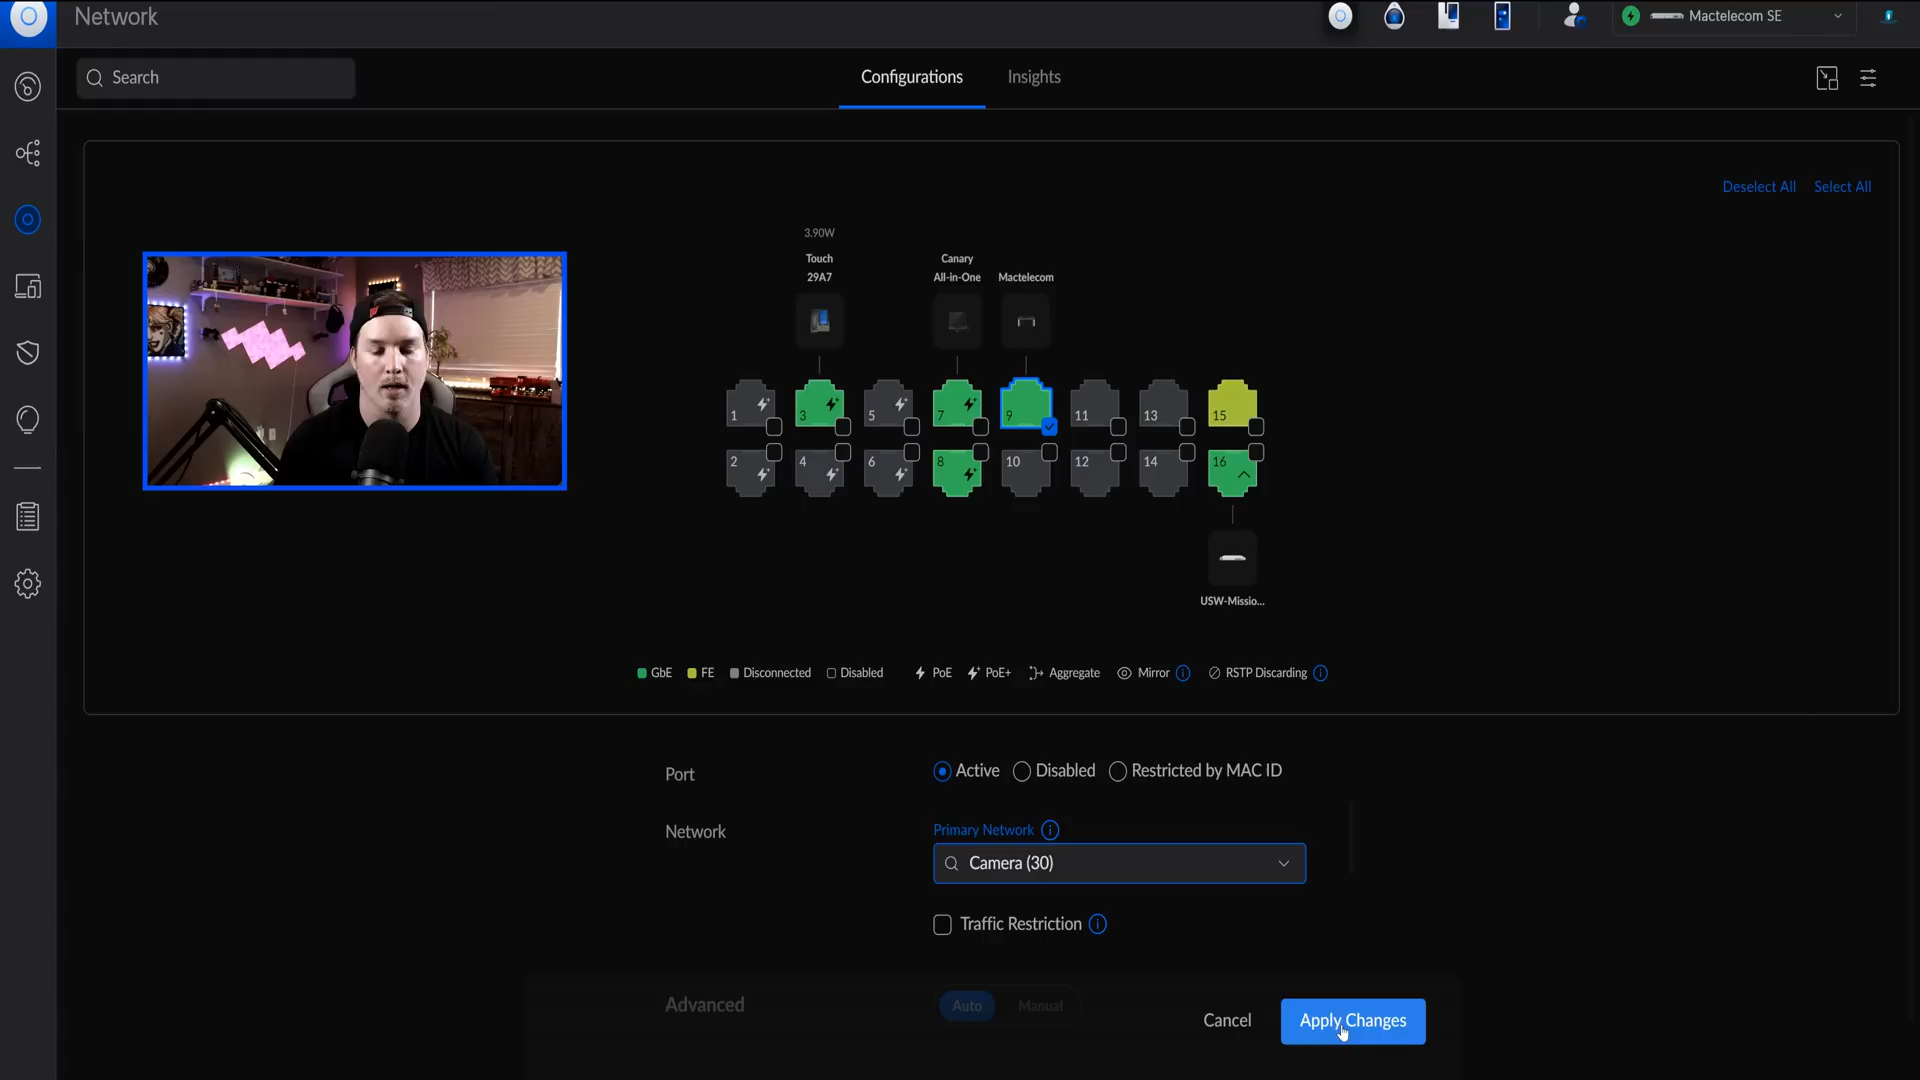 Network
Mactelecom SE
Search
Configurations
Insights
Deselect All
Select All
3.90W
Touch
29A7
Canary
All-in-One
Mactelecom
1
3
5
7
9
11
13
15
2
4
6
8
10
12
14
16
USW-Missio...
GbE
FE
Disconnected
Disabled
PoE
PoE+
Aggregate
Mirror
RSTP Discarding
Port
Active
Disabled
Restricted by MAC ID
Network
Primary Network
Camera (30)
Traffic Restriction
Advanced
Auto
Manual
Cancel
Apply Changes